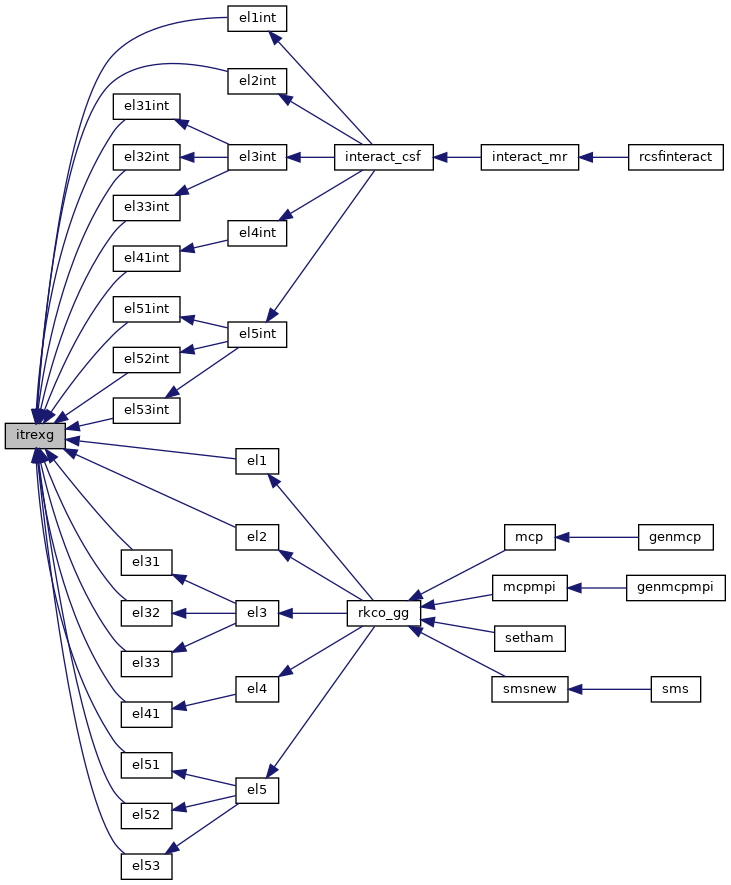 el1int
el2int
el31int
el32int
el3int
interact_csf
interact_mr
rcsfinteract
el33int
el4int
el41int
el51int
el5int
el52int
el53int
itrexg
el1
el2
mcp
genmcp
el31
mcpmpi
genmcpmpi
el32
el3
rkco_gg
setham
el33
el4
smsnew
sms
el41
el51
el5
el52
el53